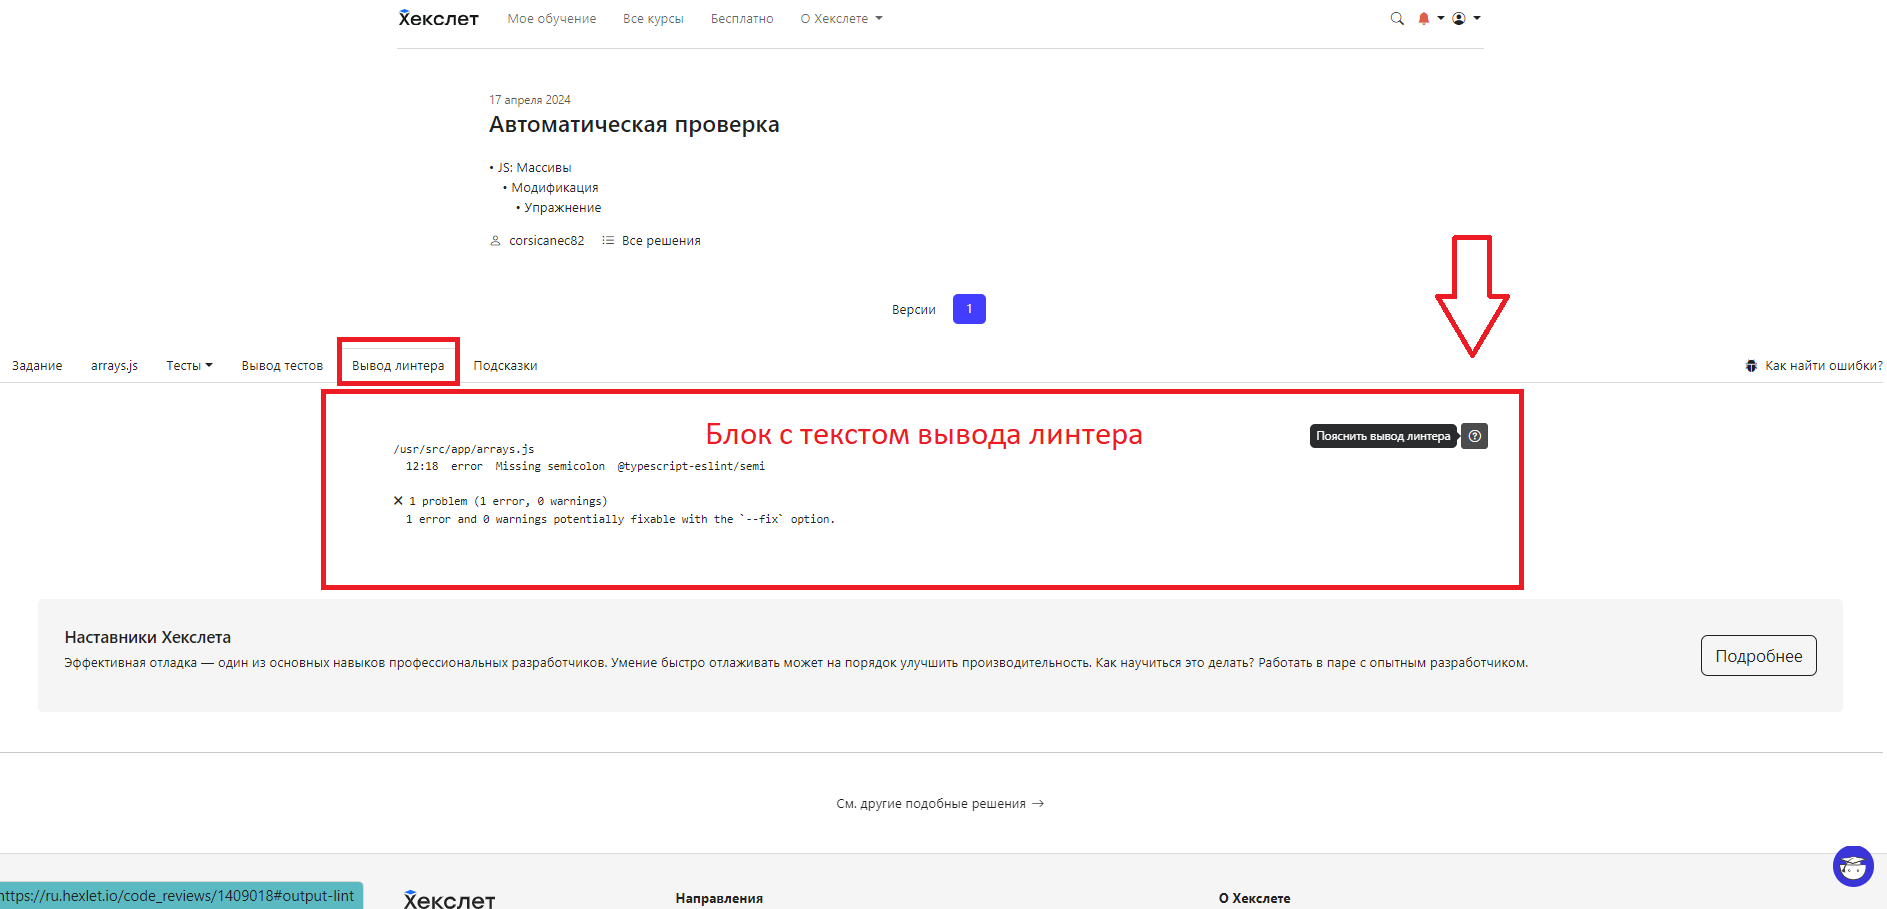 Хекслет Мое обучение Все курсы Бесплатно О Хекслете
17 апреля 2024
Автоматическая проверка
• JS: Массивы
• Модификация
• Упражнение
corsicanec82 Все решения
Версии 1
Задание arrays.js Тесты Вывод тестов Вывод линтера Подсказки Как найти ошибки?
Блок с текстом вывода линтера
Пояснить вывод линтера
/usr/src/app/arrays.js
12:18 error Missing semicolon @typescript-eslint/semi
✕ 1 problem (1 error, 0 warnings)
1 error and 0 warnings potentially fixable with the `--fix` option.
Наставники Хекслета
Эффективная отладка — один из основных навыков профессиональных разработчиков. Умение быстро отлаживать может на порядок улучшить производительность. Как научиться это делать? Работать в паре с опытным разработчиком.
Подробнее
См. другие подобные решения →
https://ru.hexlet.io/code_reviews/1409018#output-lint
Хекслет Направления О Хекслете